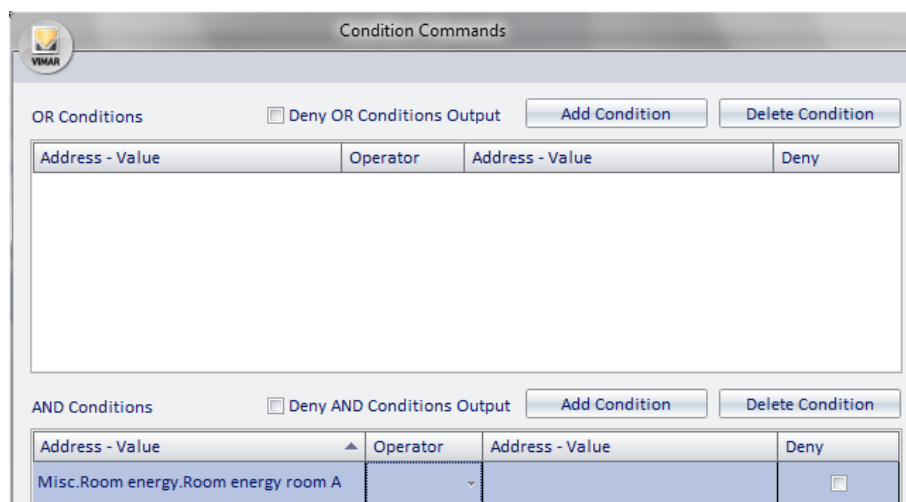 Condition Commands
VIMAR
OR Conditions Deny OR Conditions Output Add Condition Delete Condition
Address - Value Operator Address - Value Deny
AND Conditions Deny AND Conditions Output Add Condition Delete Condition
Address - Value Operator Address - Value Deny
Misc.Room energy.Room energy room A